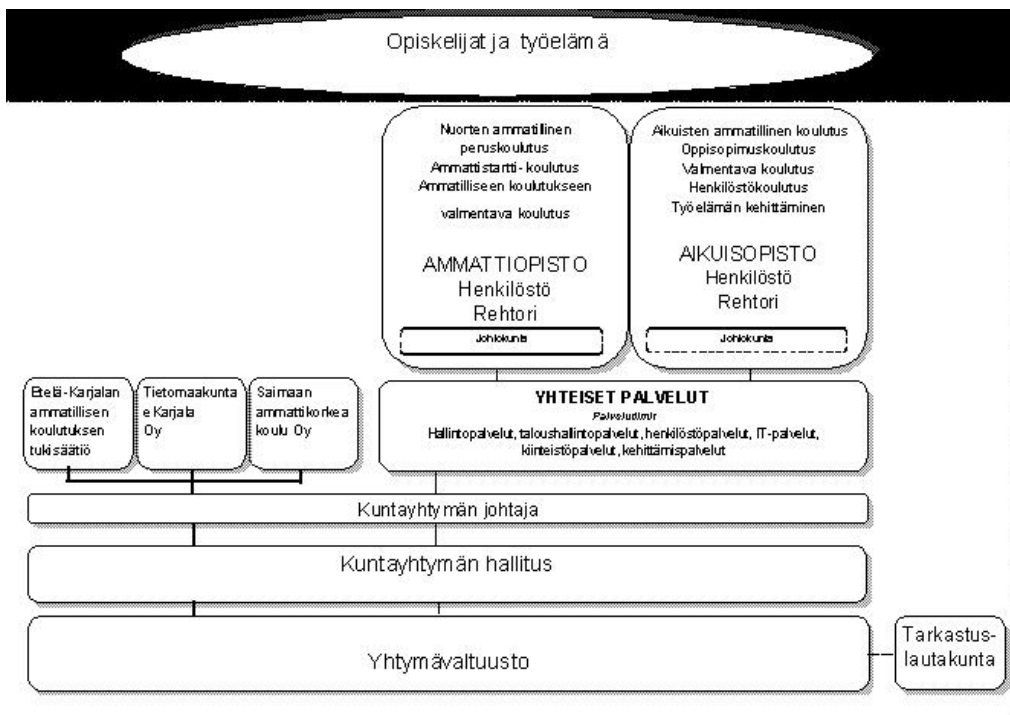 Opiskelijat ja työelämä
Nuorten ammatillinen
peruskoulutus
Ammattistartti-koulutus
Ammatilliseen koulutukseen
valmentava koulutus
AMMATTIOPISTO
Henkilöstö
Rehtori
Johtokunta
Aikuisten ammatillinen koulutus
Oppisopimuskoulutus
Valmentava koulutus
Henkilöstökoulutus
Työelämän kehittäminen
AIKUISOPISTO
Henkilöstö
Rehtori
Johtokunta
Etelä-Karjalan
ammatillisen
koulutuksen
tukisäätiö
Tietomaakunta
e Karjala
Oy
Saimaan
ammattikorkea
koulu Oy
YHTEISET PALVELUT
Palvelutiimit
Hallintopalvelut, taloushallintopalvelut, henkilöstöpalvelut, IT-palvelut,
kiinteistöpalvelut, kehittämispalvelut
Kuntayhtymän johtaja
Kuntayhtymän hallitus
Yhtymävaltuusto
Tarkastus-
lautakunta